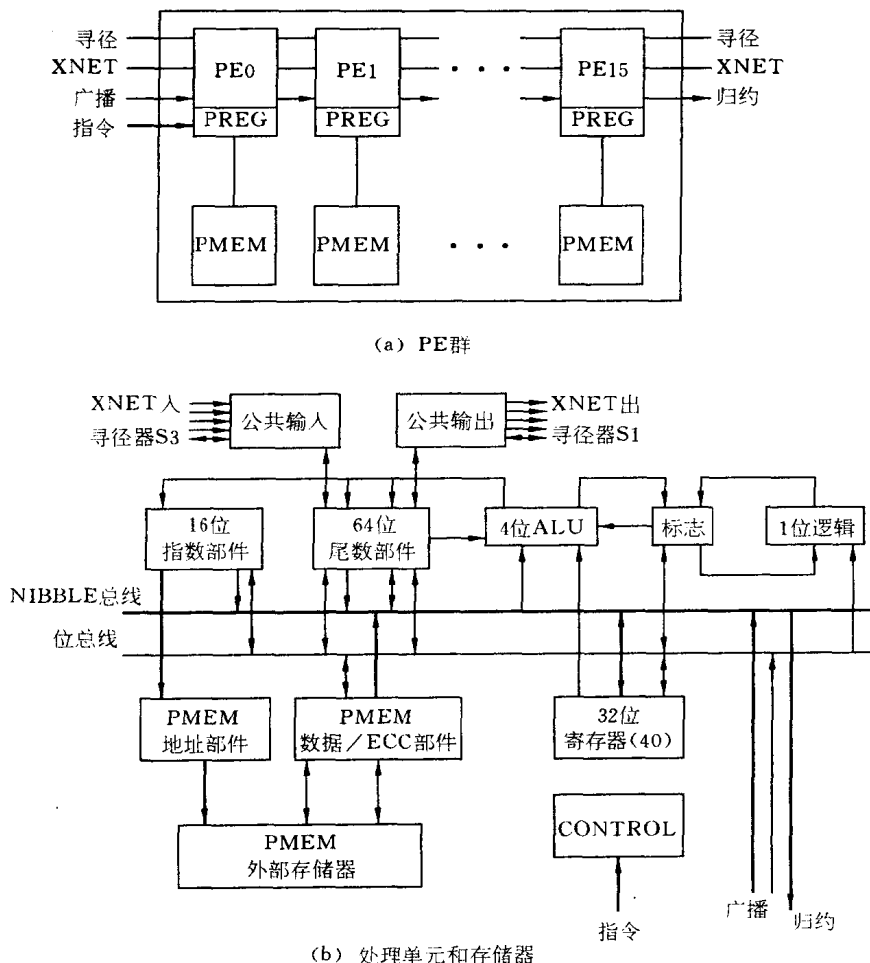 寻径
XNET
广播
指令
PE0
PREG
PE1
PREG
PE15
PREG
寻径
XNET
归约
PMEM
PMEM
PMEM
(a) PE群
XNET入
寻径器S3
公共输入
公共输出
XNET出
寻径器S1
16位
指数部件
64位
尾数部件
4位ALU
标志
1位逻辑
NIBBLE总线
位总线
PMEM
地址部件
PMEM
数据/ECC部件
32位
寄存器(40)
PMEM
外部存储器
CONTROL
指令
广播
归约
(b) 处理单元和存储器